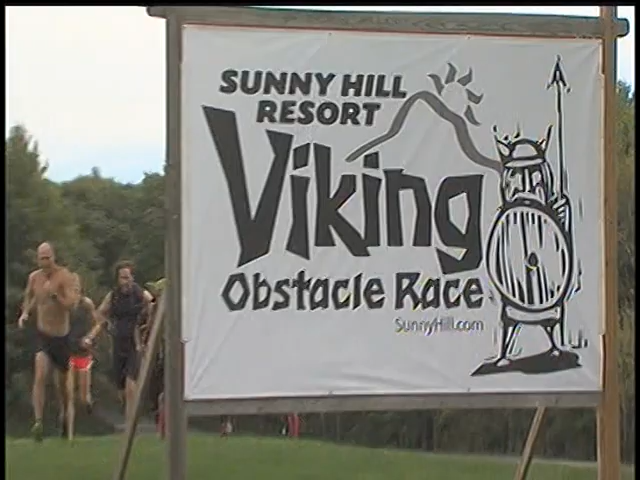 SUNNY HILL
RESORT
Viking
Obstacle Race
SunnyHill.com